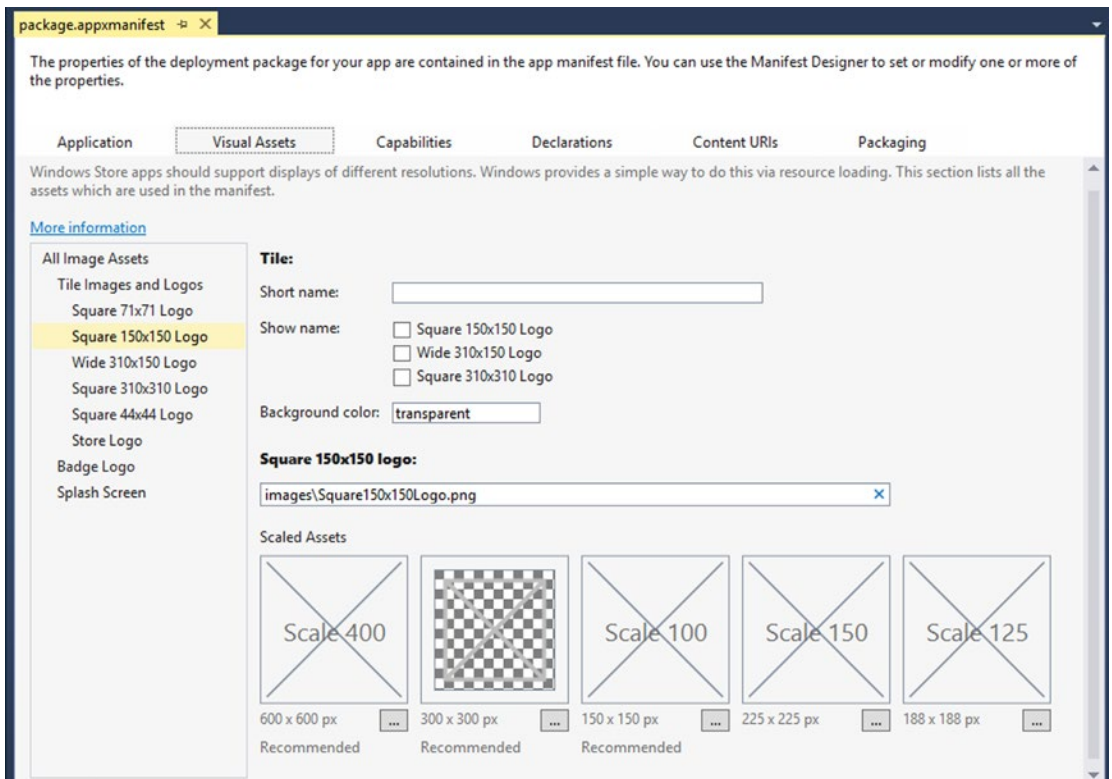 package.appxmanifest
The properties of the deployment package for your app are contained in the app manifest file. You can use the Manifest Designer to set or modify one or more of
the properties.
Application Visual Assets Capabilities Declarations Content URIs Packaging
Windows Store apps should support displays of different resolutions. Windows provides a simple way to do this via resource loading. This section lists all the
assets which are used in the manifest.
More information
All Image Assets
Tile Images and Logos
Square 71x71 Logo
Square 150x150 Logo
Wide 310x150 Logo
Square 310x310 Logo
Square 44x44 Logo
Store Logo
Badge Logo
Splash Screen
Tile:
Short name:
Show name:
Square 150x150 Logo
Wide 310x150 Logo
Square 310x310 Logo
Background color: transparent
Square 150x150 logo:
images\Square150x150Logo.png
Scaled Assets
Scale 400 Scale 100 Scale 150 Scale 125
600 x 600 px ... 300 x 300 px ... 150 x 150 px ... 225 x 225 px ... 188 x 188 px ...
Recommended Recommended Recommended